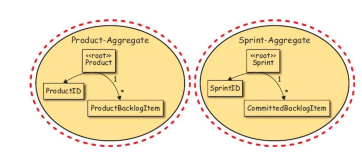 Product-Aggregate
<<root>>
Product
1
ProductID
*
ProductBacklogItem
Sprint-Aggregate
<<root>>
Sprint
1
SprintID
*
CommittedBacklogItem